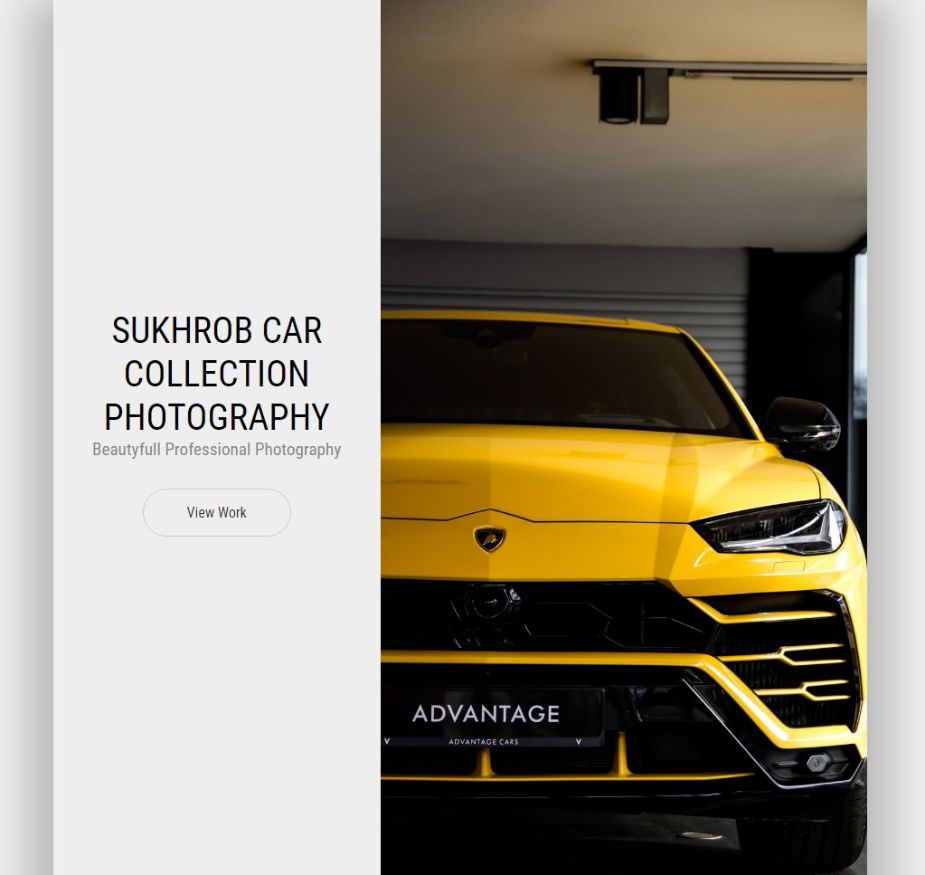 SUKHROB CAR
COLLECTION
PHOTOGRAPHY
Beautyfull Professional Photography
View Work
ADVANTAGE
ADVANTAGE CARS